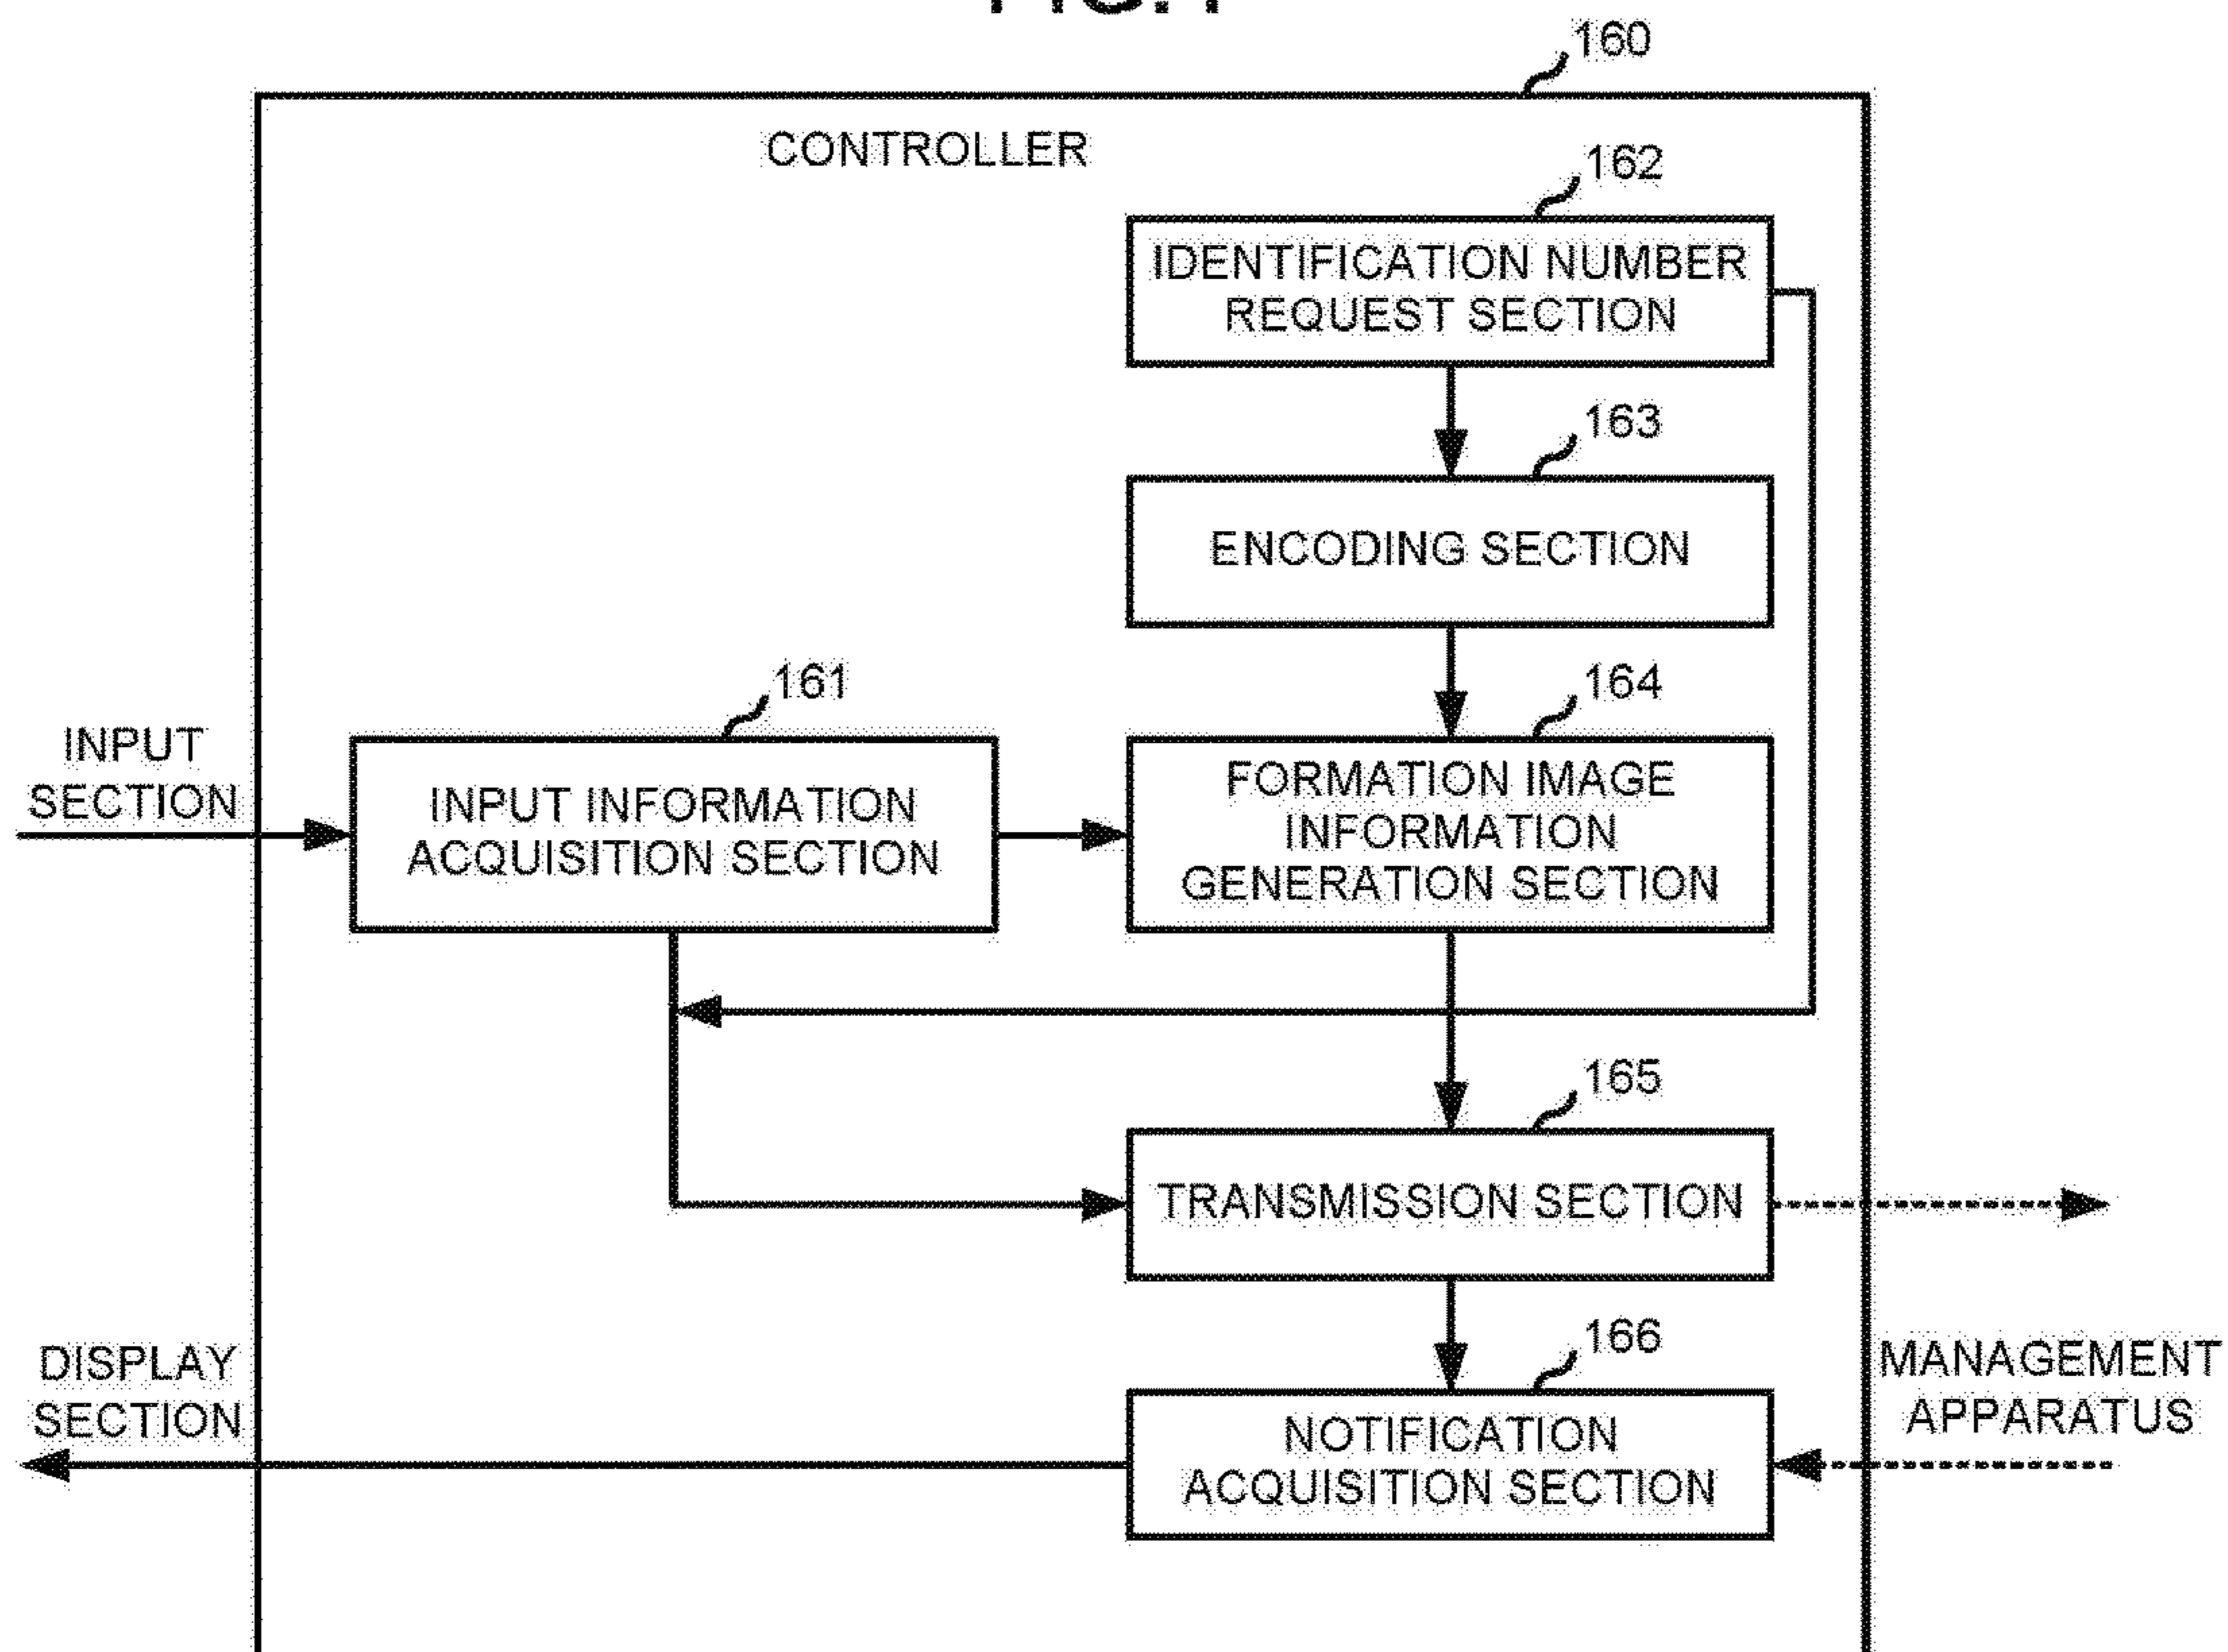 160
CONTROLLER
162
IDENTIFICATION NUMBER
REQUEST SECTION
163
ENCODING SECTION
161
164
INPUT
SECTION
INPUT INFORMATION
ACQUISITION SECTION
FORMATION IMAGE
INFORMATION
GENERATION SECTION
165
TRANSMISSION SECTION
166
DISPLAY
SECTION
NOTIFICATION
ACQUISITION SECTION
MANAGEMENT
APPARATUS